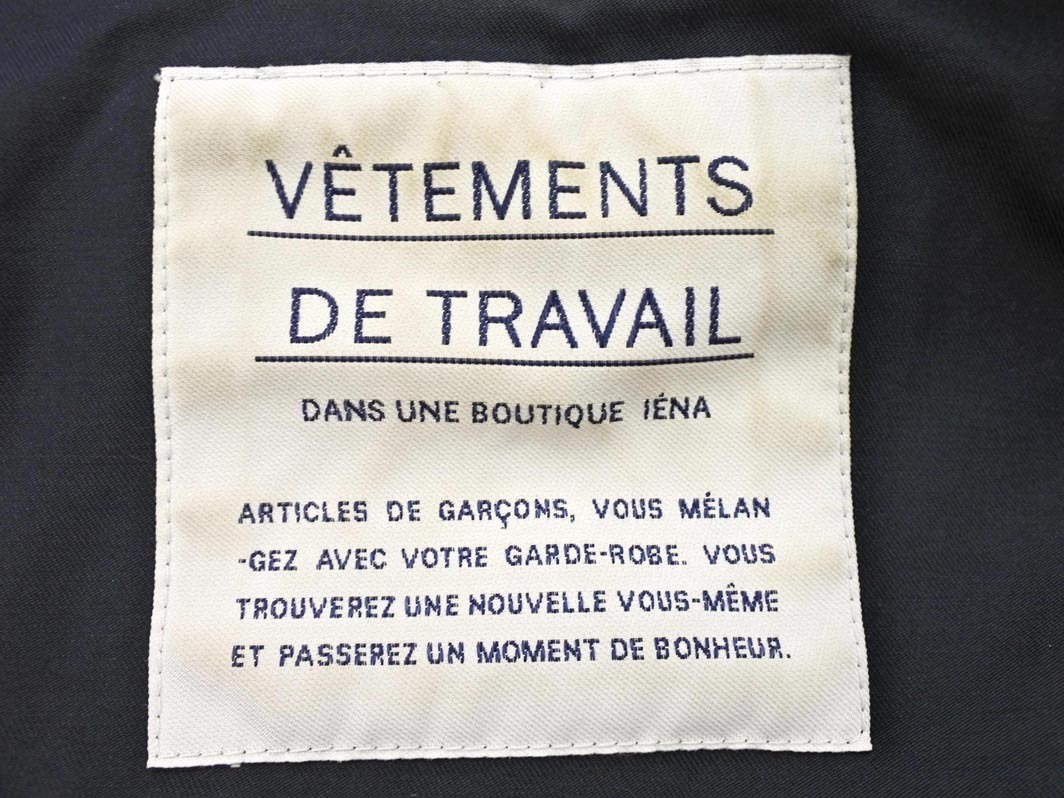 VÊTEMENTS
DE TRAVAIL
DANS UNE BOUTIQUE IÉNA
ARTICLES DE GARÇONS, VOUS MÉLAN
-GEZ AVEC VOTRE GARDE-ROBE. VOUS
TROUVEREZ UNE NOUVELLE VOUS-MÊME
ET PASSEREZ UN MOMENT DE BONHEUR.